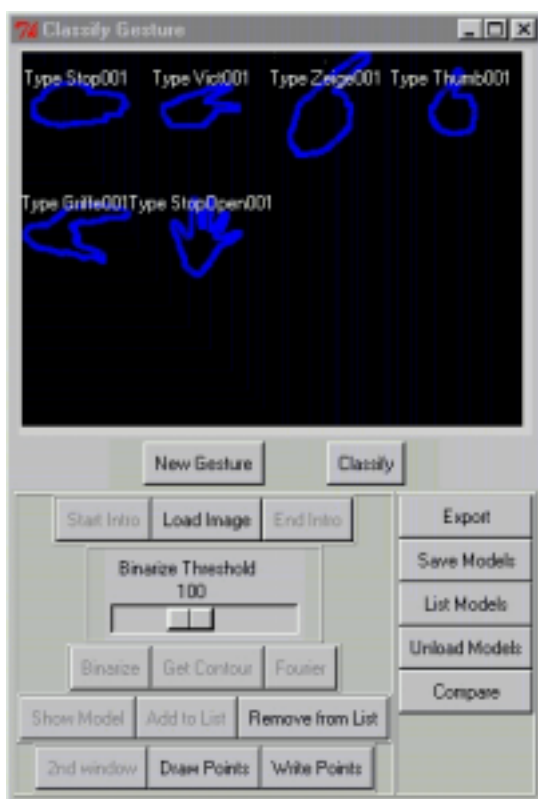 Classify Gesture
Type Stop001 Type Vict001 Type Zeige001 Type Thumb001
Type Griffe001Type StopOpen001
New Gesture Classify
Start Intro Load Image End Intro Export
Binarize Threshold Save Models
100 List Models
Binarize Get Contour Fourier Unload Models
Show Model Add to List Remove from List Compare
2nd window Draw Points Write Points